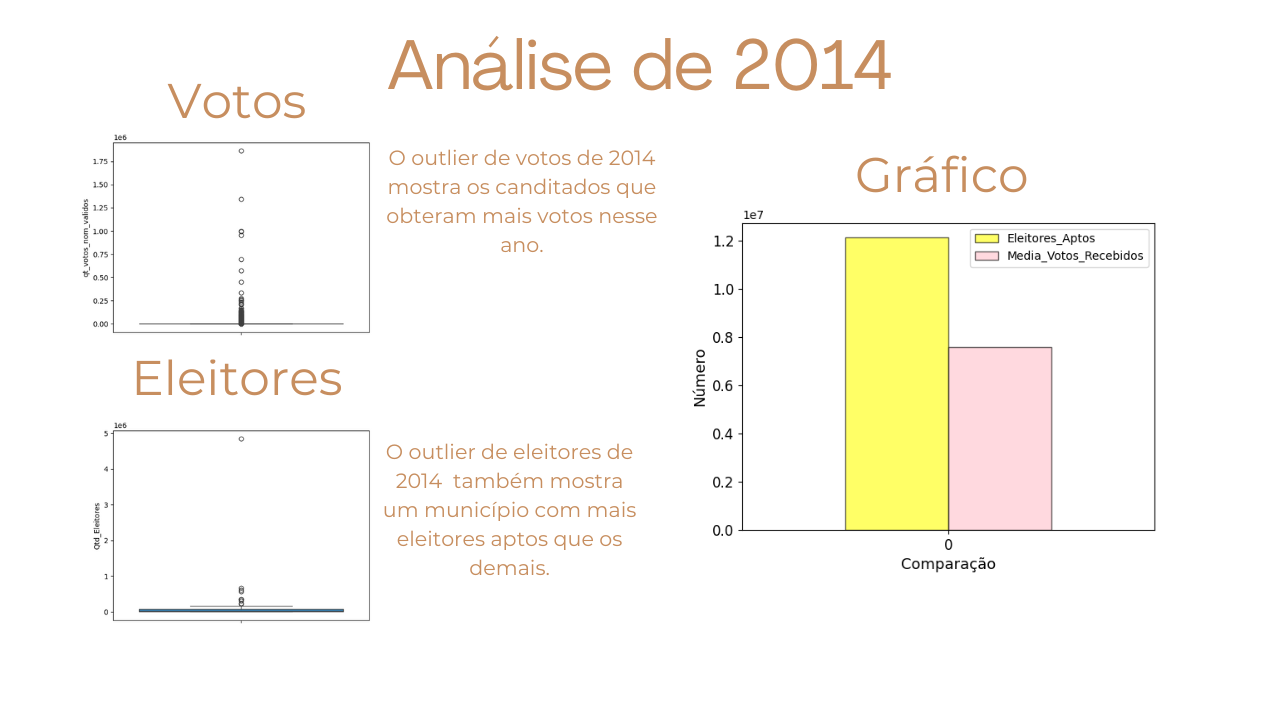 Análise de 2014
Votos
1e6
1.75
1.50
1.25
1.00
0.75
0.50
0.25
0.00
qt_votos_nom_validos
O outlier de votos de 2014
mostra os canditados que
obteram mais votos nesse
ano.
Eleitores
1e6
5
4
3
2
1
0
Qtd_Eleitores
O outlier de eleitores de
2014 também mostra
um município com mais
eleitores aptos que os
demais.
Gráfico
1e7
Eleitores_Aptos
Media_Votos_Recebidos
1.2
1.0
0.8
0.6
0.4
0.2
0.0
Número
0
Comparação